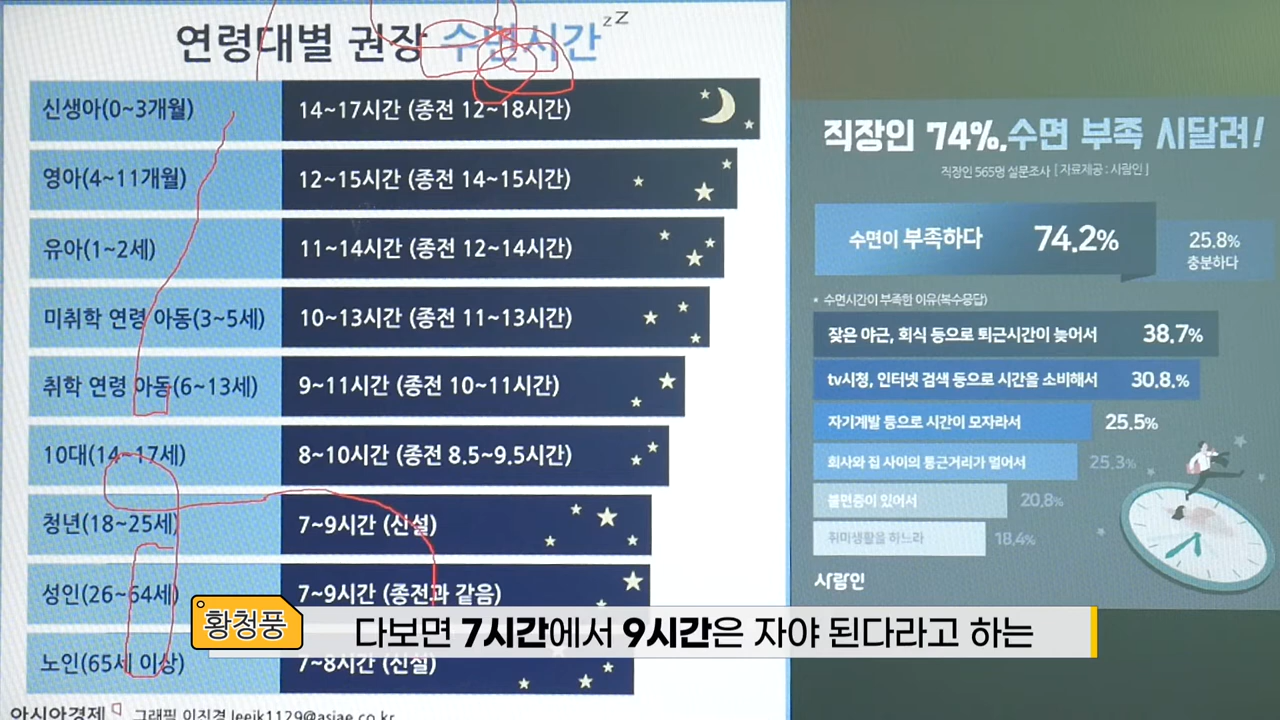 연령대별 권장 수면시간 zZ
신생아(0~3개월) 14~17시간 (종전 12~18시간)
영아(4~11개월) 12~15시간 (종전 14~15시간)
유아(1~2세) 11~14시간 (종전 12~14시간)
미취학 연령 아동(3~5세) 10~13시간 (종전 11~13시간)
취학 연령 아동(6~13세) 9~11시간 (종전 10~11시간)
10대(14~17세) 8~10시간 (종전 8.5~9.5시간)
청년(18~25세) 7~9시간 (신설)
성인(26~64세) 7~9시간 (종전과 같음)
노인(65세 이상) 7~8시간 (신설)
아시아경제 그래픽 이진경 leejk1129@asiae.co.kr
직장인 74%,수면 부족 시달려!
직장인 565명 설문조사 [ 자료제공 : 사람인 ]
수면이 부족하다 74.2%
25.8%
충분하다
• 수면시간이 부족한 이유(복수응답)
잦은 야근, 회식 등으로 퇴근시간이 늦어서 38.7%
tv시청, 인터넷 검색 등으로 시간을 소비해서 30.8.%
자기계발 등으로 시간이 모자라서 25.5%
회사와 집 사이의 통근거리가 멀어서 25.3%
불면증이 있어서 20.8%
취미생활을 하느라 18.4%
사람인
황청풍
다보면 7시간에서 9시간은 자야 된다라고 하는